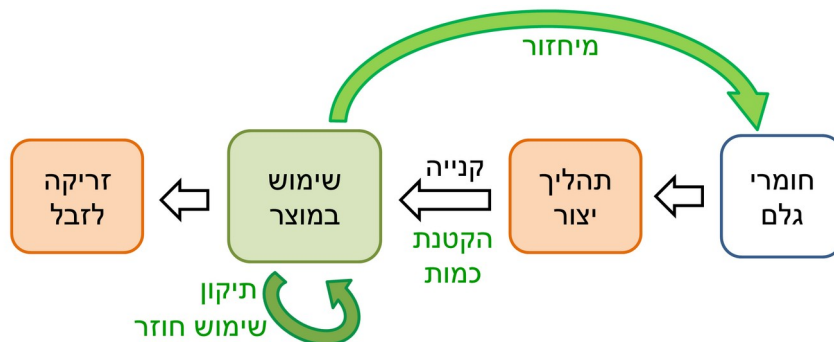 מיחזור
חומרי
גלם
תהליך
יצור
קנייה
הקטנת
כמות
שימוש
במוצר
תיקון
שימוש חוזר
זריקה
לזבל